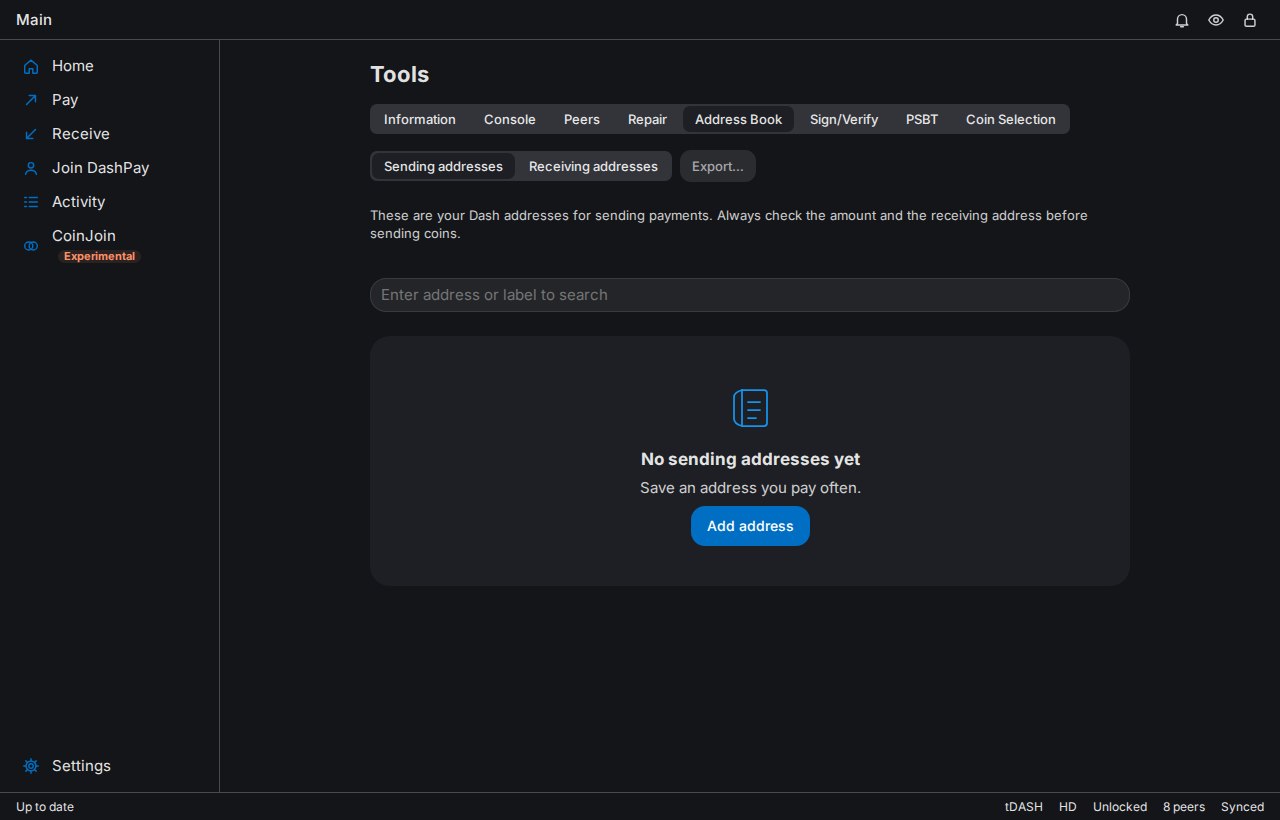 Main
Home
Pay
Receive
Join DashPay
Activity
CoinJoin
Experimental
Settings
Tools
Information Console Peers Repair Address Book Sign/Verify PSBT Coin Selection
Sending addresses Receiving addresses Export...
These are your Dash addresses for sending payments. Always check the amount and the receiving address before
sending coins.
Enter address or label to search
No sending addresses yet
Save an address you pay often.
Add address
Up to date tDASH HD Unlocked 8 peers Synced